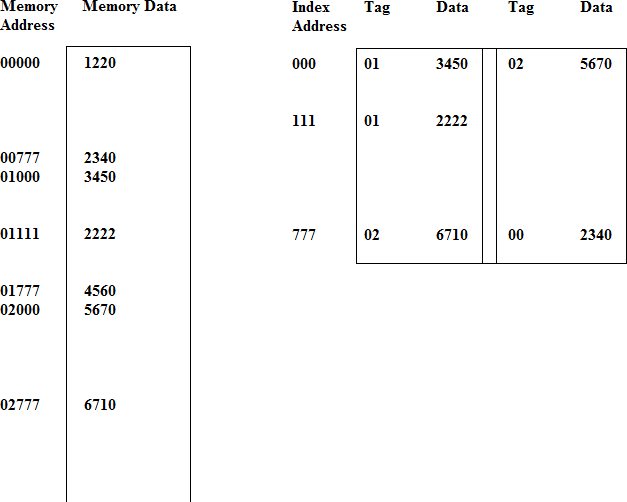 Memory Address Memory Data Index Address Tag Data Tag Data
00000 1220 000 01 3450 02 5670
111 01 2222
00777 2340
01000 3450
01111 2222 777 02 6710 00 2340
01777 4560
02000 5670
02777 6710